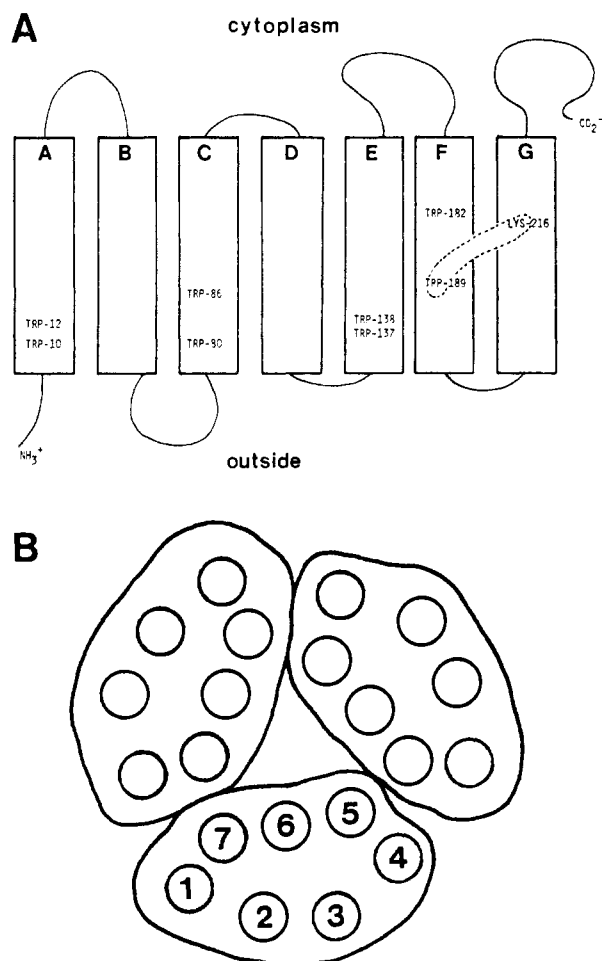 A
cytoplasm
A B C D E F G
CO₂⁻
TRP-182
LYS-216
TRP-86
TRP-189
TRP-12
TRP-138
TRP-10
TRP-80
TRP-137
NH₃⁺
outside
B
7 6 5
1 4
2 3